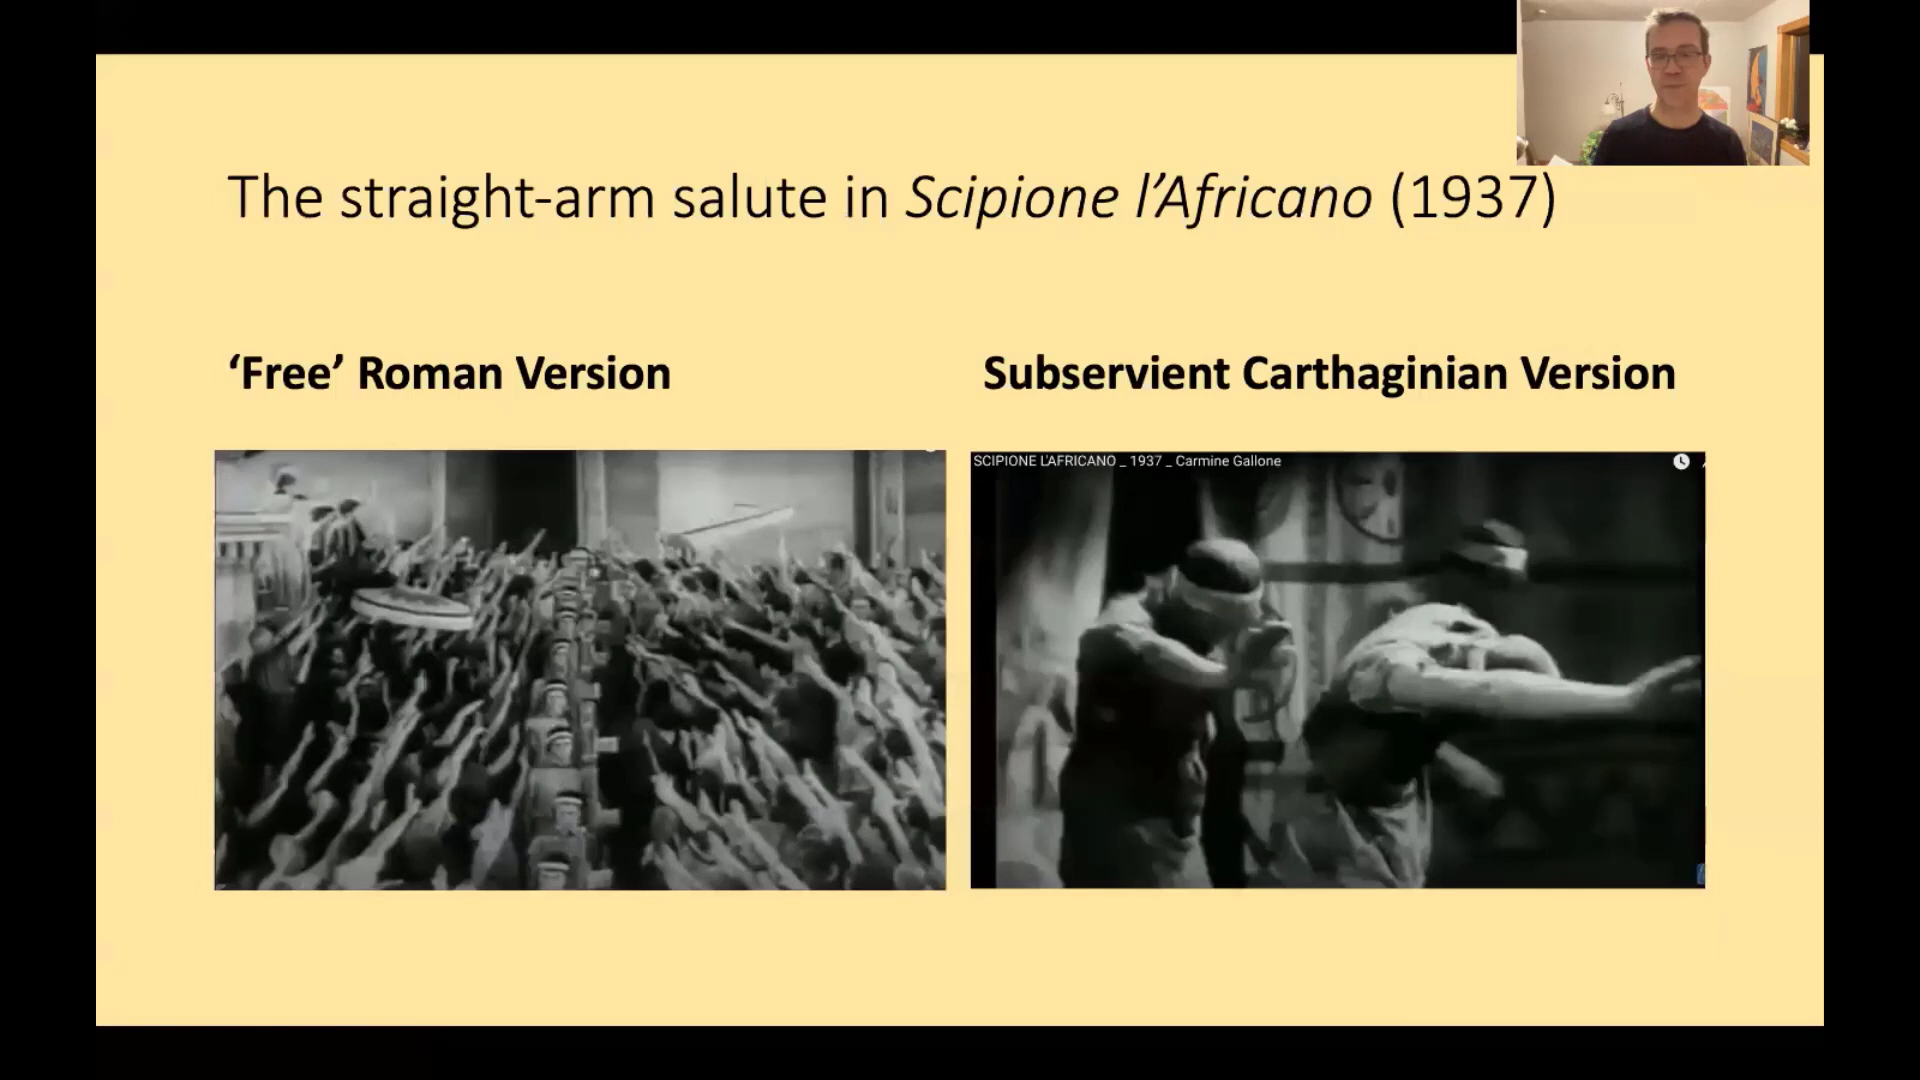 The straight-arm salute in Scipione l’Africano (1937)
‘Free’ Roman Version
Subservient Carthaginian Version
SCIPIONE L'AFRICANO _ 1937 _ Carmine Gallone